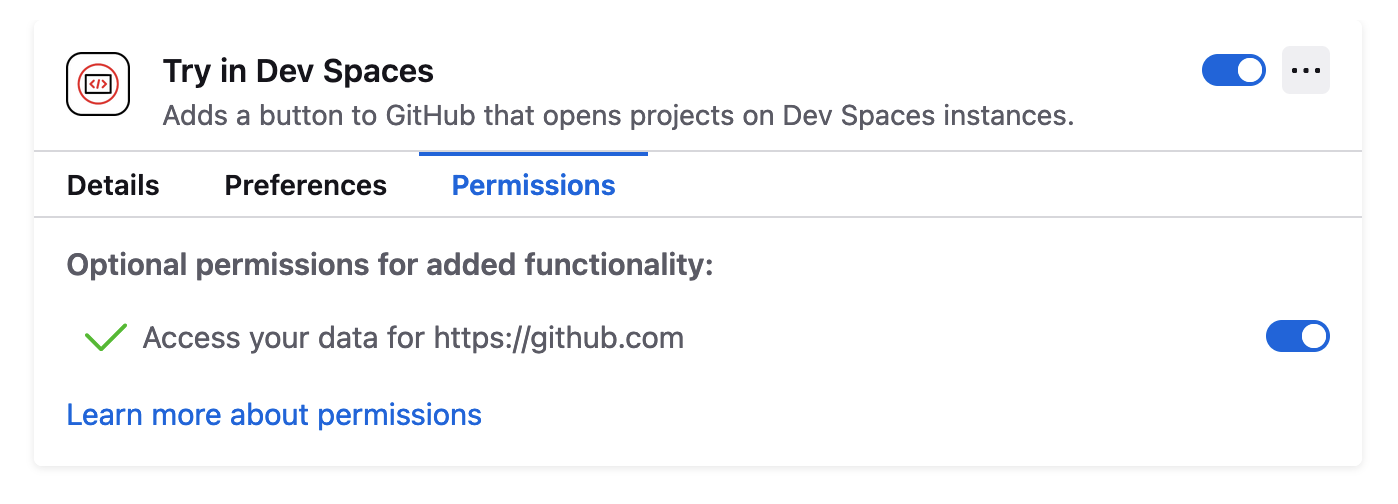 Try in Dev Spaces
Adds a button to GitHub that opens projects on Dev Spaces instances.
Details Preferences Permissions
Optional permissions for added functionality:
Access your data for https://github.com
Learn more about permissions